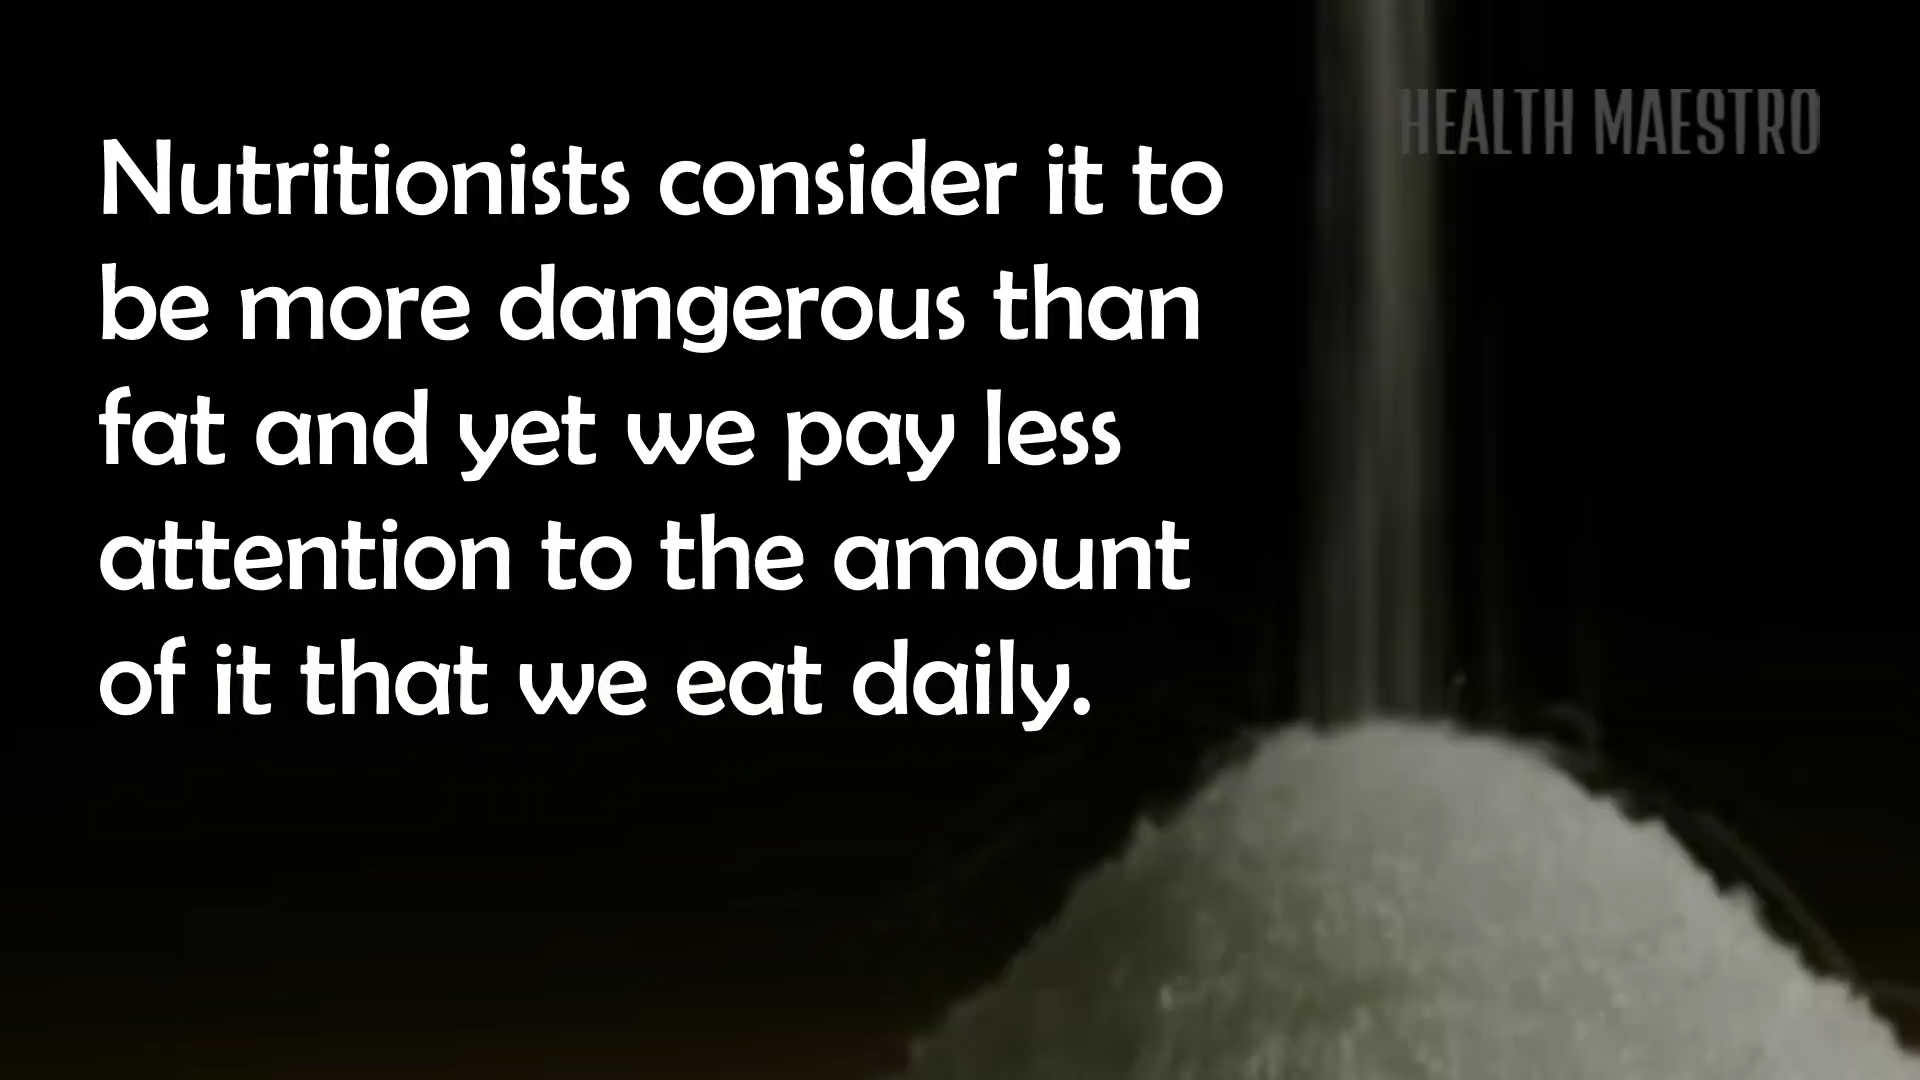 HEALTH MAESTRO
Nutritionists consider it to
be more dangerous than
fat and yet we pay less
attention to the amount
of it that we eat daily.